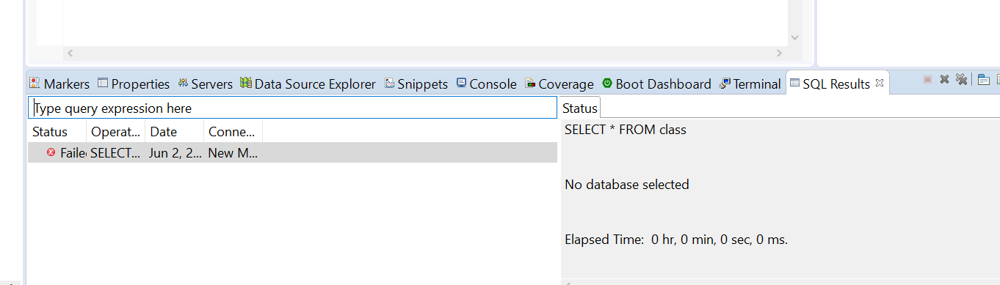 Markers Properties Servers Data Source Explorer Snippets Console Coverage Boot Dashboard Terminal SQL Results
Type query expression here
Status Operat... Date Conne...
Failed SELECT... Jun 2, 2... New M...
Status
SELECT * FROM class
No database selected
Elapsed Time: 0 hr, 0 min, 0 sec, 0 ms.